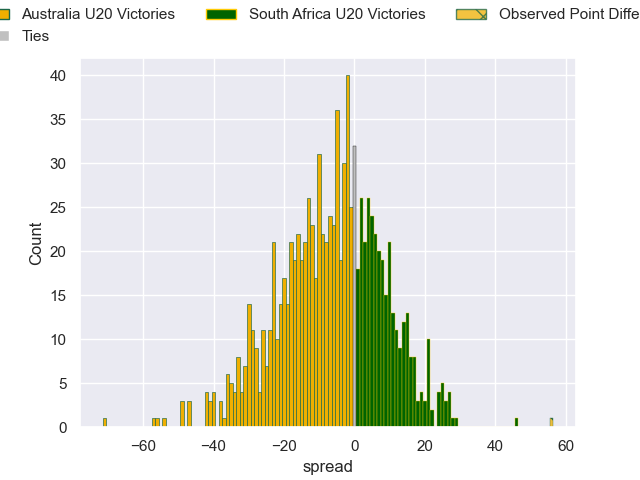 Australia U20 Victories
South Africa U20 Victories
Observed Point Diffe
Ties
40
35
30
25
20
15
10
5
0
Count
−60 −40 −20 0 20 40 60
spread